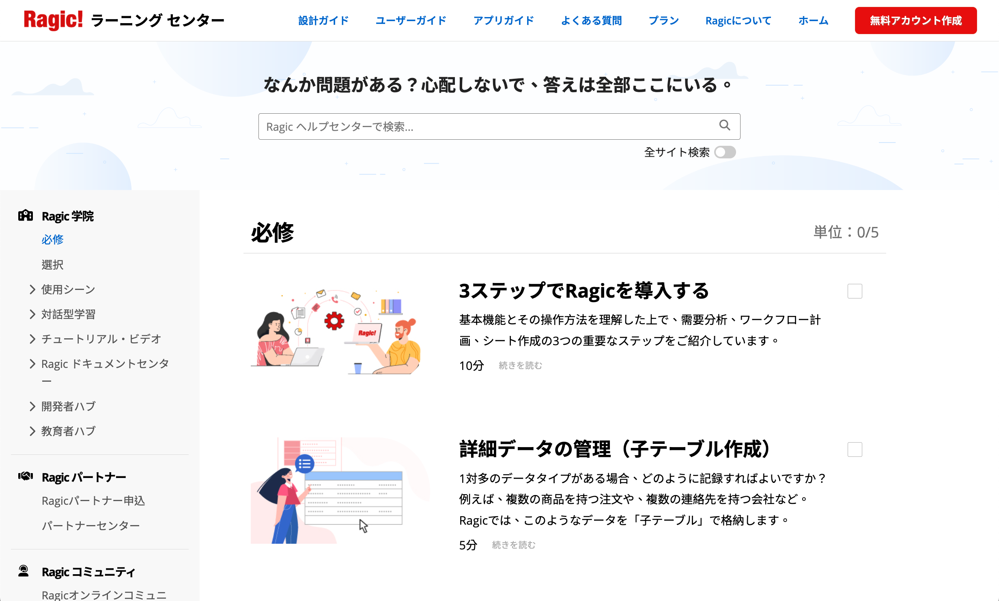 Ragic! ラーニング センター
設計ガイド ユーザーガイド アプリガイド よくある質問 プラン Ragicについて ホーム 無料アカウント作成
なんか問題がある？心配しないで、答えは全部ここにいる。
Ragic ヘルプセンターで検索...
全サイト検索
Ragic 学院
必修
選択
使用シーン
対話型学習
チュートリアル・ビデオ
Ragic ドキュメントセンタ
ー
開発者ハブ
教育者ハブ
Ragic パートナー
Ragicパートナー申込
パートナーセンター
Ragic コミュニティ
Ragicオンラインコミュニ
必修
単位：0/5
Ragic!
3ステップでRagicを導入する
基本機能とその操作方法を理解した上で、需要分析、ワークフロー計
画、シート作成の3つの重要なステップをご紹介しています。
10分 続きを読む
詳細データの管理（子テーブル作成）
1対多のデータタイプがある場合、どのように記録すればよいですか？
例えば、複数の商品を持つ注文や、複数の連絡先を持つ会社など。
Ragicでは、このようなデータを「子テーブル」で格納します。
5分 続きを読む